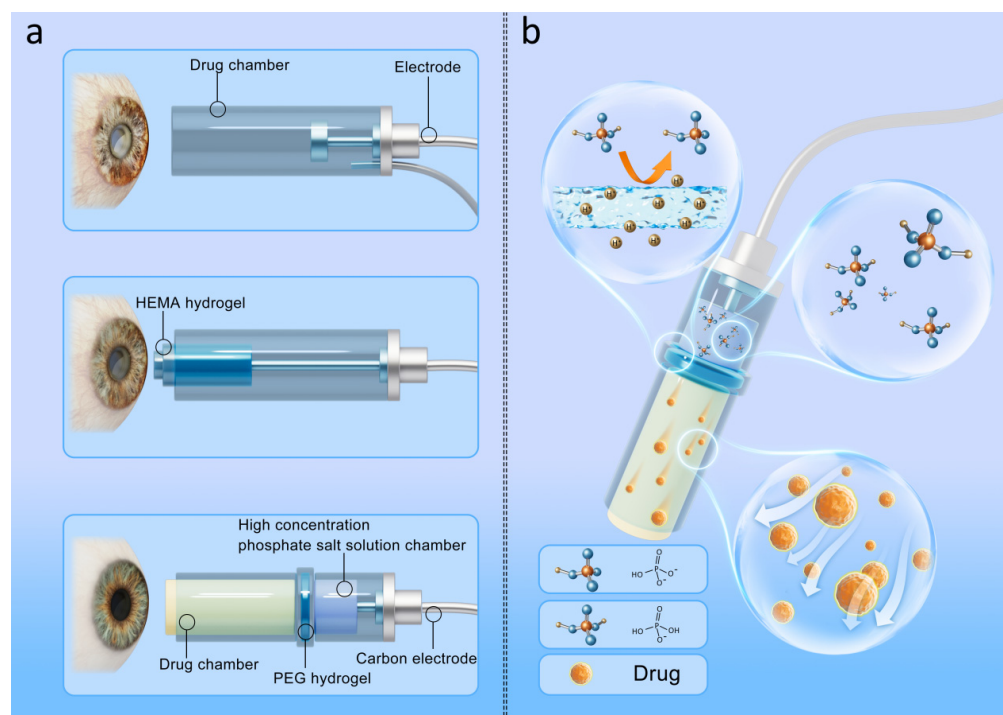 a
Drug chamber
Electrode
HEMA hydrogel
High concentration
phosphate salt solution chamber
Drug chamber
PEG hydrogel
Carbon electrode
b
H⁺
H⁺
H⁺
H⁺
H⁺
H⁺
H⁺
H⁺
H⁺
O
HO P O⁻
O⁻
O
HO P OH
O⁻
Drug